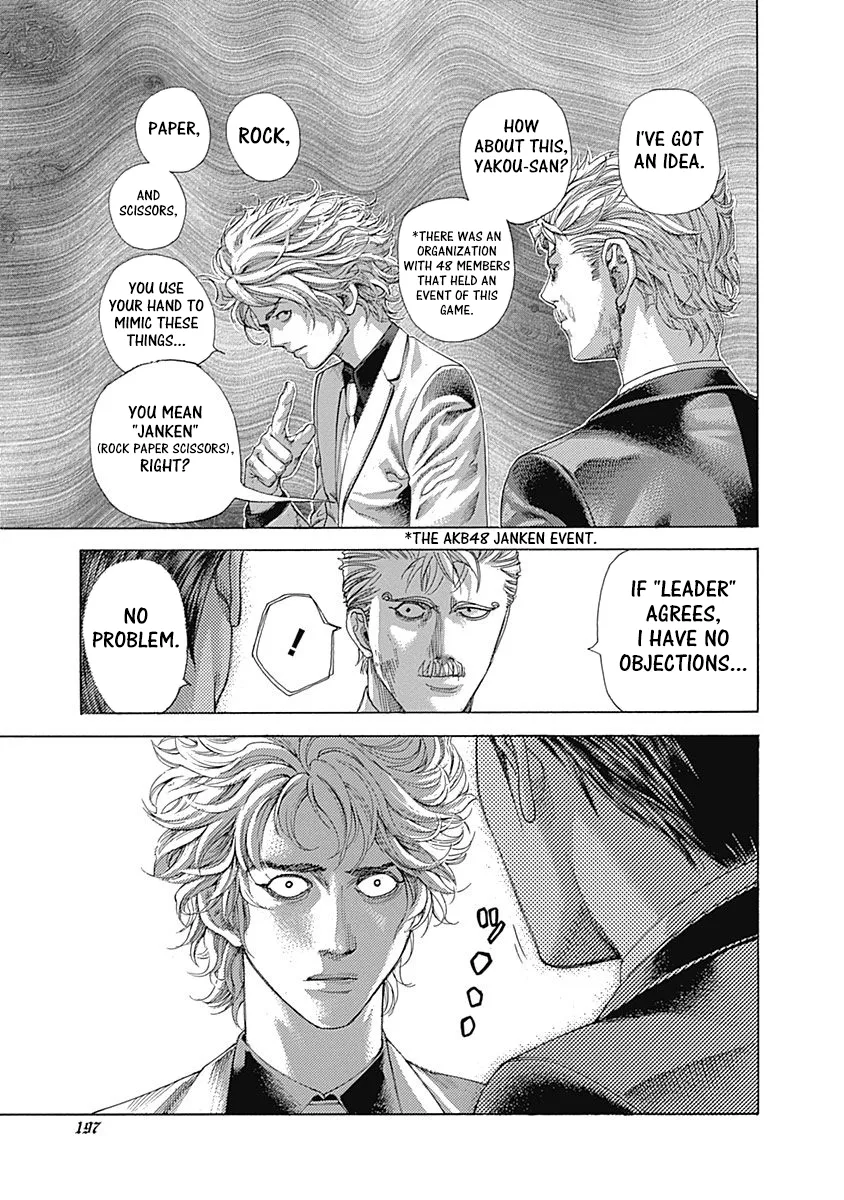 I'VE GOT
AN IDEA.
HOW
ABOUT THIS,
YAKOU-SAN?
*THERE WAS AN
ORGANIZATION
WITH 48 MEMBERS
THAT HELD AN
EVENT OF THIS
GAME.
ROCK,
PAPER,
AND
SCISSORS,
YOU USE
YOUR HAND TO
MIMIC THESE
THINGS...
YOU MEAN
"JANKEN"
(ROCK PAPER SCISSORS),
RIGHT?
*THE AKB48 JANKEN EVENT.
IF "LEADER"
AGREES,
I HAVE NO
OBJECTIONS...
!
NO
PROBLEM.
197